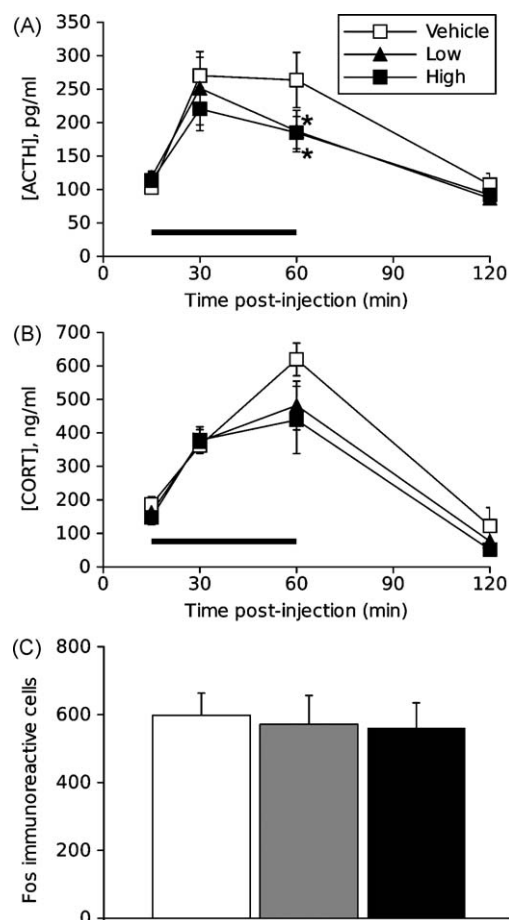 (A)
[ACTH], pg/ml
350
300
250
200
150
100
50
0
Vehicle
Low
High
*
*
0 30 60 90 120
Time post-injection (min)
(B)
[CORT], ng/ml
700
600
500
400
300
200
100
0
0 30 60 90 120
Time post-injection (min)
(C)
Fos immunoreactive cells
800
600
400
200
0